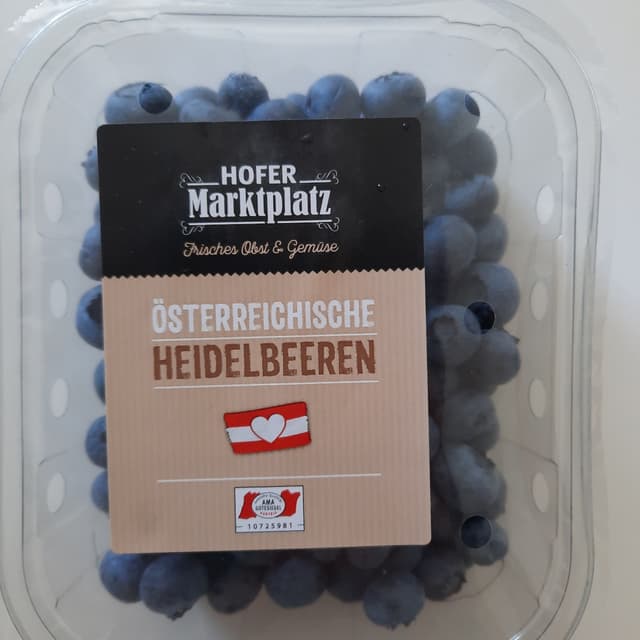 HOFER
Marktplatz
Frisches Obst & Gemüse
ÖSTERREICHISCHE
HEIDELBEEREN
AMA
GÜTESIEGEL
10725981